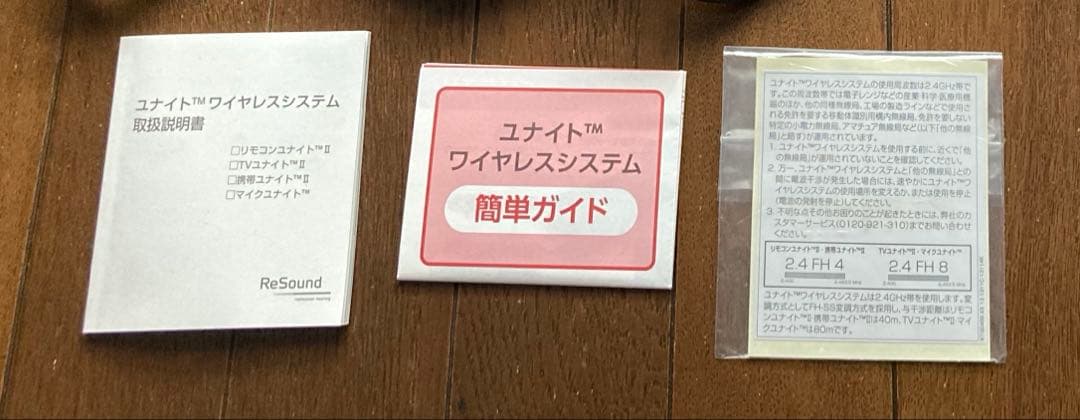 ユナイト™ ワイヤレスシステム
取扱説明書
□リモコンユナイト™Ⅱ
□TVユナイト™Ⅱ
□携帯ユナイト™Ⅱ
□マイクユナイト™
ReSound
ユナイト™
ワイヤレスシステム
簡単ガイド
ユナイト™ワイヤレスシステムの使用周波数は2.4GHz帯で
す。この周波数帯では電子レンジなどの産業・科学・医療用機
器のほか、他の同種無線局、工場の製造ラインなどで使用さ
れる免許を要する移動体識別用構内無線局、免許を要しない
特定の小電力無線局、アマチュア無線局など(以下「他の無線
局」と略す)が運用されています。
1. ユナイト™ワイヤレスシステムを使用する前に、近くで「他
の無線局」が運用されていないことを確認してください。
2. 万一、ユナイト™ワイヤレスシステムと「他の無線局」との
間に電波干渉が発生した場合には、速やかにユナイト™ワ
イヤレスシステムの使用場所を変えるか、または使用を停止
(電波の発射を停止)してください。
3. 不明な点その他お困りのことが起きたときには、弊社のカ
スタマーサービス(0120-921-310)までお問い合わせ
ください。
リモコンユナイト™Ⅱ・携帯ユナイト™Ⅱ
TVユナイト™Ⅱ・マイクユナイト™
2.4 FH 4
2.4 FH 8
ユナイト™ワイヤレスシステムは2.4GHz帯を使用します。変
調方式としてFH-SS変調方式を採用し、与干渉距離はリモコ
ンユナイト™Ⅱ・携帯ユナイト™Ⅱは40m、TVユナイト™Ⅱ・マイ
クユナイト™は80mです。